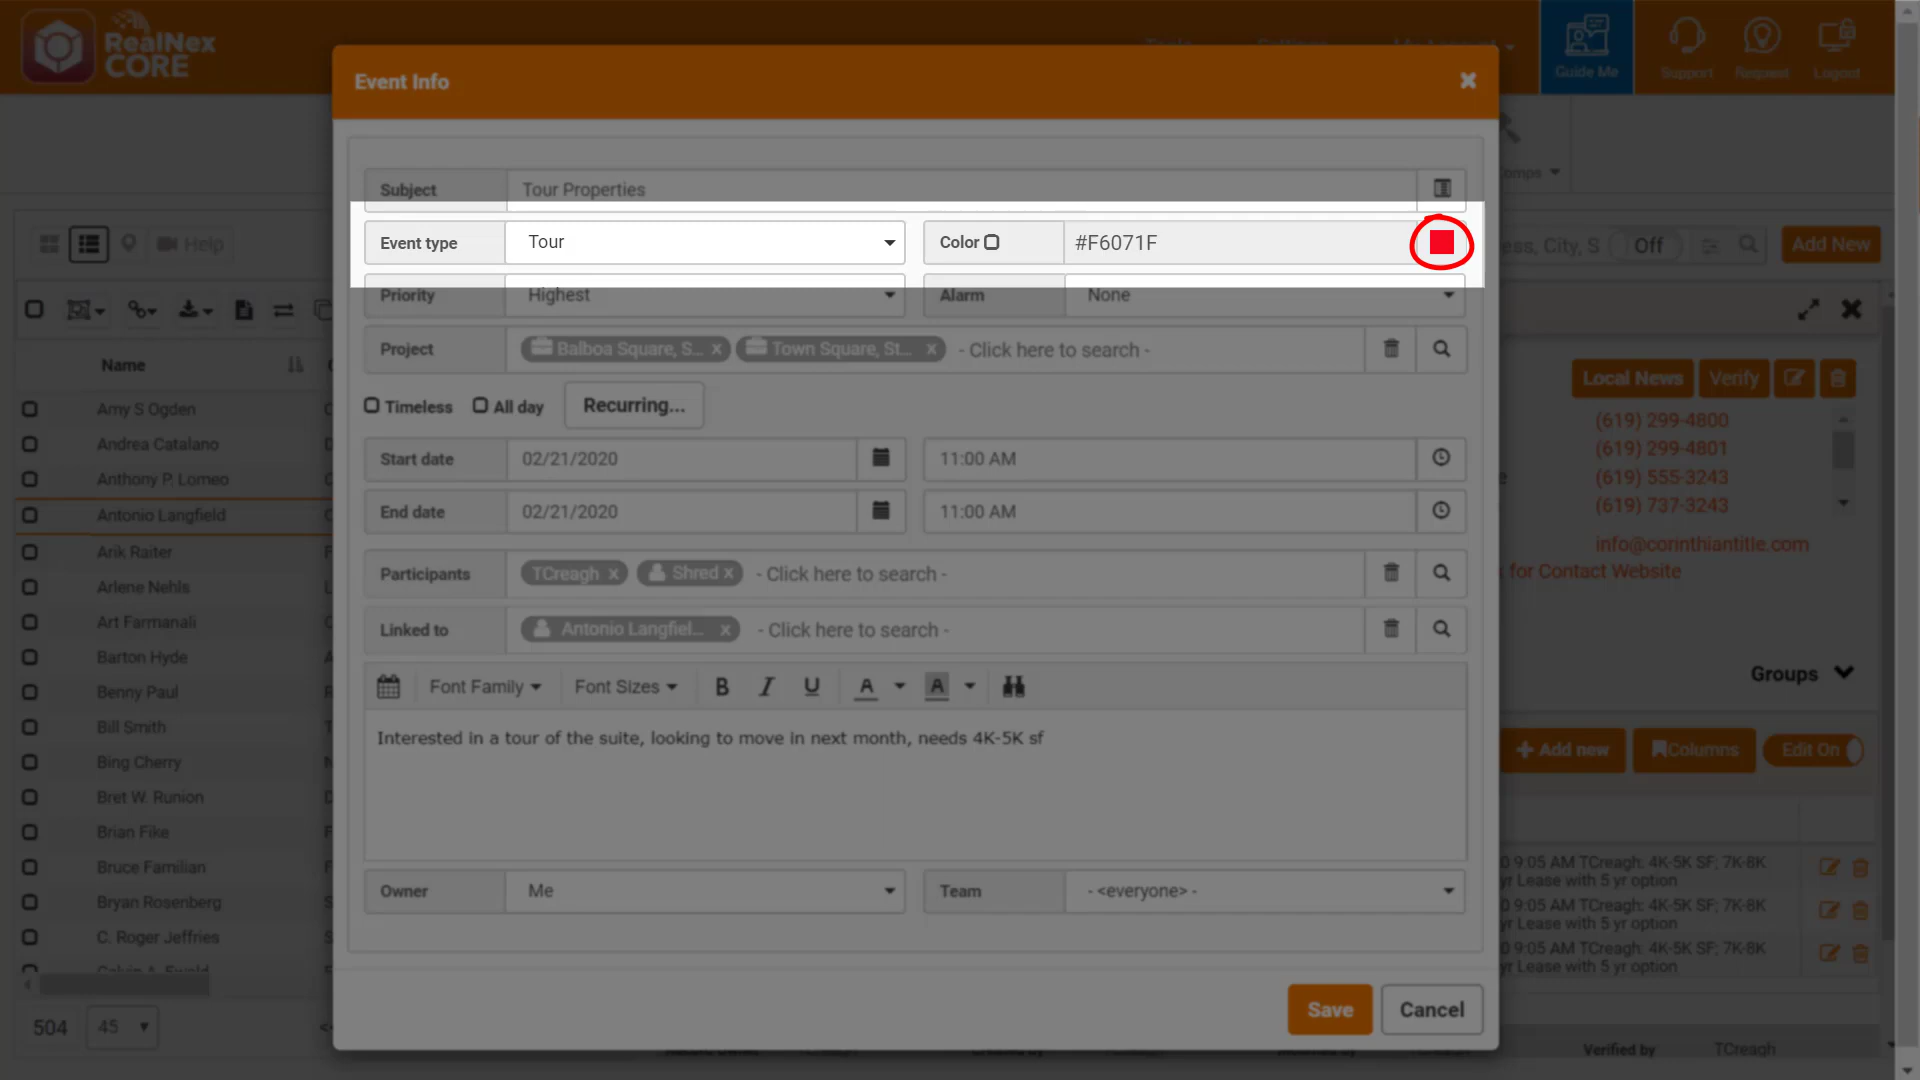 RealNex
CORE
Guide Me
Support
Request
Logout
Event Info
Subject
Tour Properties
Event type
Tour
Color
#F6071F
Priority
Highest
Alarm
None
Project
Balboa Square, S...
Town Square, St...
- Click here to search -
Timeless
All day
Recurring...
Start date
02/21/2020
11:00 AM
End date
02/21/2020
11:00 AM
Participants
TCreagh
Shred
- Click here to search -
Linked to
Antonio Langfiel...
- Click here to search -
Font Family
Font Sizes
B
I
U
A
A
Interested in a tour of the suite, looking to move in next month, needs 4K-5K sf
Owner
Me
Team
- <everyone> -
Save
Cancel
Help
Name
Amy S Ogden
Andrea Catalano
Anthony P. Lomeo
Antonio Langfield
Arik Raiter
Arlene Nehls
Art Farmanali
Barton Hyde
Benny Paul
Bill Smith
Bing Cherry
Bret W. Runion
Brian Fike
Bruce Familian
Bryan Rosenberg
C. Roger Jeffries
504
45
omps
ess, City, S
Off
Add New
Local News
Verify
(619) 299-4800
(619) 299-4801
(619) 555-3243
(619) 737-3243
info@corinthiantitle.com
for Contact Website
Groups
Add new
Columns
Edit On
0 9:05 AM TCreagh: 4K-5K SF; 7K-8K
yr Lease with 5 yr option
0 9:05 AM TCreagh: 4K-5K SF; 7K-8K
yr Lease with 5 yr option
0 9:05 AM TCreagh: 4K-5K SF; 7K-8K
yr Lease with 5 yr option
Verified by
TCreagh